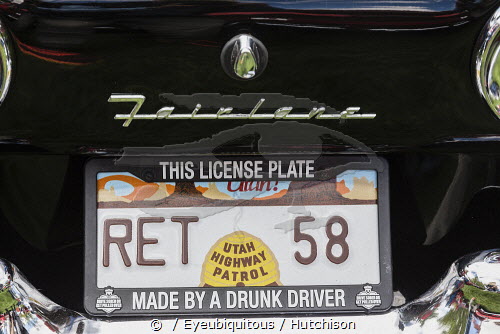 Fairlane
THIS LICENSE PLATE
Utah!
RET 58
UTAH
HIGHWAY
PATROL
MADE BY A DRUNK DRIVER
© / Eyeubiquitous / Hutchison